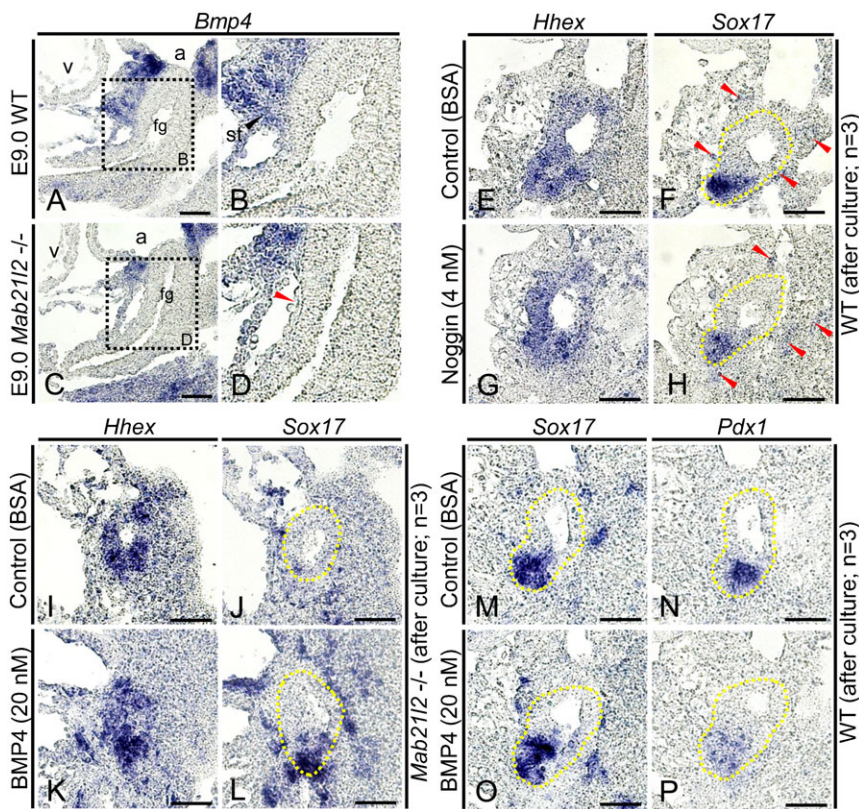 Bmp4
Hhex
Sox17
E9.0 WT
v
a
fg
B
A
st
B
Control (BSA)
E
F
E9.0 Mab21l2 -/-
v
a
fg
D
C
D
Noggin (4 nM)
G
H
WT (after culture; n=3)
Hhex
Sox17
Sox17
Pdx1
Control (BSA)
I
J
Control (BSA)
M
N
BMP4 (20 nM)
K
L
Mab21l2 -/- (after culture; n=3)
BMP4 (20 nM)
O
P
WT (after culture; n=3)